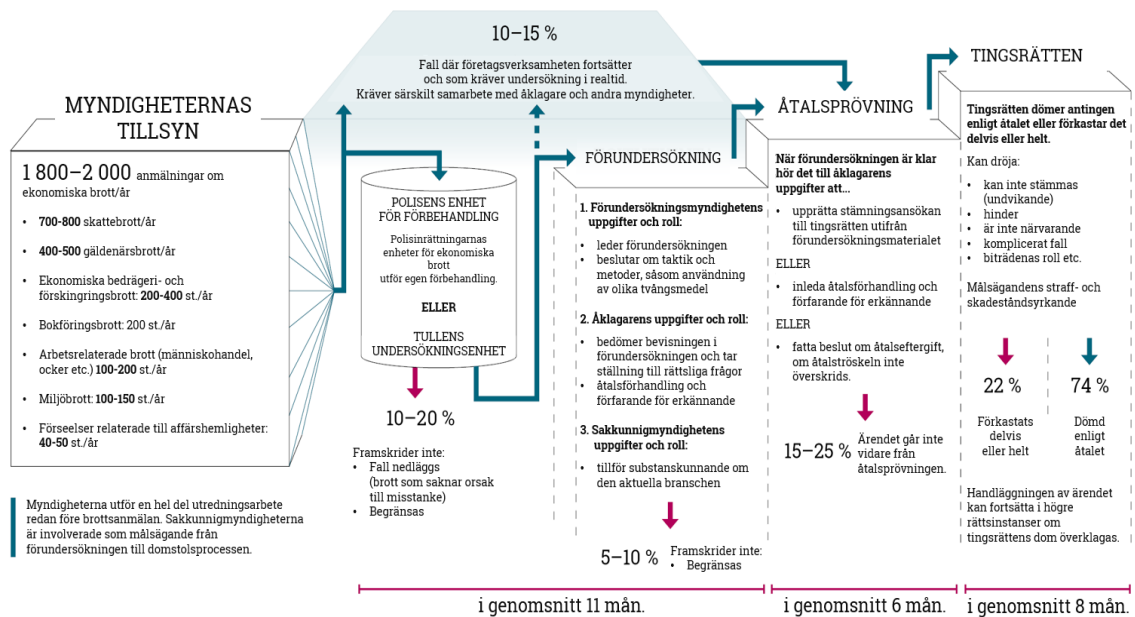 10–15 %
Fall där företagsverksamheten fortsätter
och som kräver undersökning i realtid.
Kräver särskilt samarbete med åklagare och andra myndigheter.
MYNDIGHETERNAS
TILLSYN
1 800–2 000 anmälningar om
ekonomiska brott/år
• 700-800 skattebrott/år
• 400-500 gäldenärsbrott/år
• Ekonomiska bedrägeri- och
förskingringsbrott: 200-400 st./år
• Bokföringsbrott: 200 st./år
• Arbetsrelaterade brott (människohandel,
ocker etc.) 100-200 st./år
• Miljöbrott: 100-150 st./år
• Förseelser relaterade till affärshemligheter:
40-50 st./år
Myndigheterna utför en hel del utredningsarbete
redan före brottsanmälan. Sakkunnigmyndigheterna
är involverade som målsägande från
förundersökningen till domstolsprocessen.
POLISENS ENHET
FÖR FÖRBEHANDLING
Polisinrättningarnas
enheter för ekonomiska
brott
utför egen förbehandling.
ELLER
TULLENS
UNDERSÖKNINGSENHET
10–20 %
Framskrider inte:
• Fall nedläggs
(brott som saknar orsak
till misstanke)
• Begränsas
FÖRUNDERSÖKNING
1. Förundersökningsmyndighetens
uppgifter och roll:
• leder förundersökningen
• beslutar om taktik och
metoder, såsom användning
av olika tvångsmedel
2. Åklagarens uppgifter och roll:
• bedömer bevisningen i
förundersökningen och tar
ställning till rättsliga frågor
• åtalsförhandling och
förfarande för erkännande
3. Sakkunnigmyndighetens
uppgifter och roll:
• tillför substanskunnande om
den aktuella branschen
5–10 % Framskrider inte:
• Begränsas
i genomsnitt 11 mån.
ÅTALSPRÖVNING
När förundersökningen är klar
hör det till åklagarens
uppgifter att...
• upprätta stämningsansökan
till tingsrätten utifrån
förundersökningsmaterialet
ELLER
• inleda åtalsförhandling och
förfarande för erkännande
ELLER
• fatta beslut om åtalseftergift,
om åtalströskeln inte
överskrids.
15–25 % Ärendet går inte
vidare från
åtalsprövningen.
i genomsnitt 6 mån.
TINGSRÄTTEN
Tingsrätten dömer antingen
enligt åtalet eller förkastar det
delvis eller helt.
Kan dröja:
• kan inte stämmas
(undvikande)
• hinder
• är inte närvarande
• komplicerat fall
• biträdenas roll etc.
Målsägandens straff- och
skadeståndsyrkande
22 %
Förkastats
delvis
eller helt
74 %
Dömd
enligt
åtalet
Handläggningen av ärendet
kan fortsätta i högre
rättsinstanser om
tingsrättens dom överklagas.
i genomsnitt 8 mån.